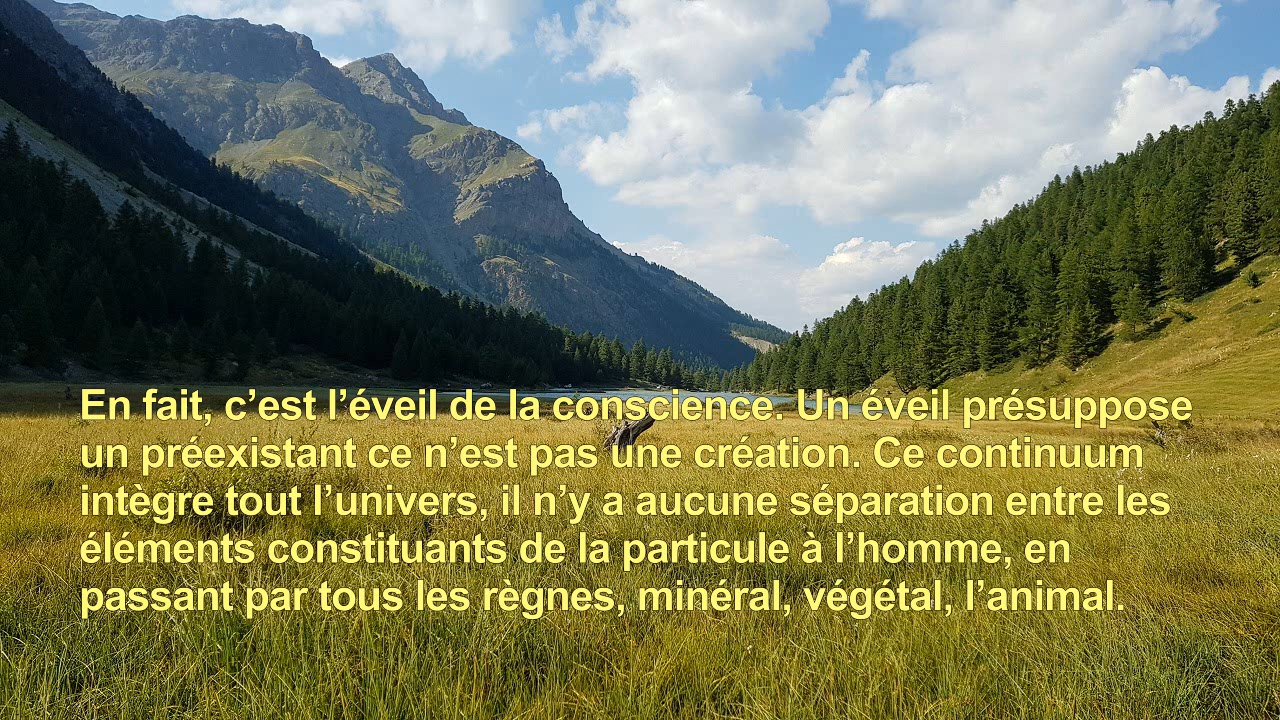 En fait, c’est l’éveil de la conscience. Un éveil présuppose
un préexistant ce n’est pas une création. Ce continuum
intègre tout l’univers, il n’y a aucune séparation entre les
éléments constituants de la particule à l’homme, en
passant par tous les règnes, minéral, végétal, l’animal.